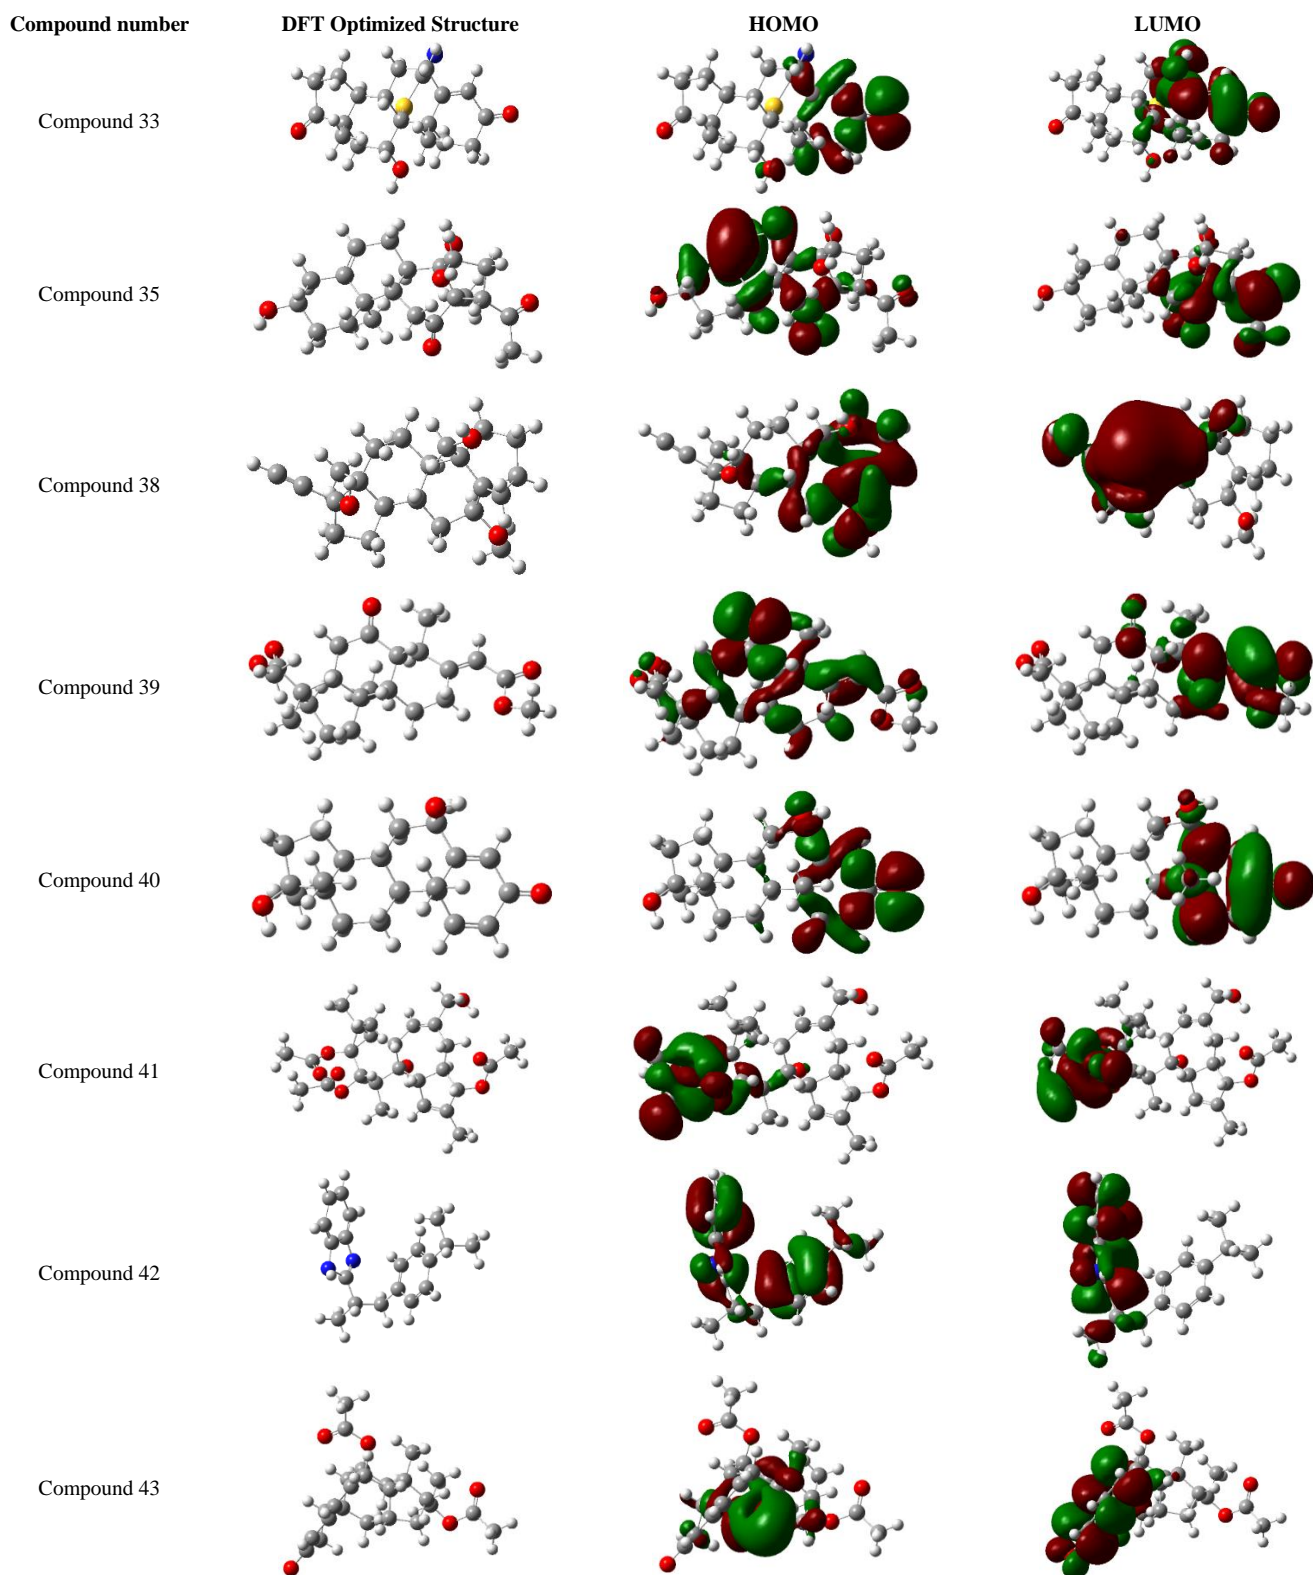 Compound number DFT Optimized Structure HOMO LUMO
Compound 33
Compound 35
Compound 38
Compound 39
Compound 40
Compound 41
Compound 42
Compound 43